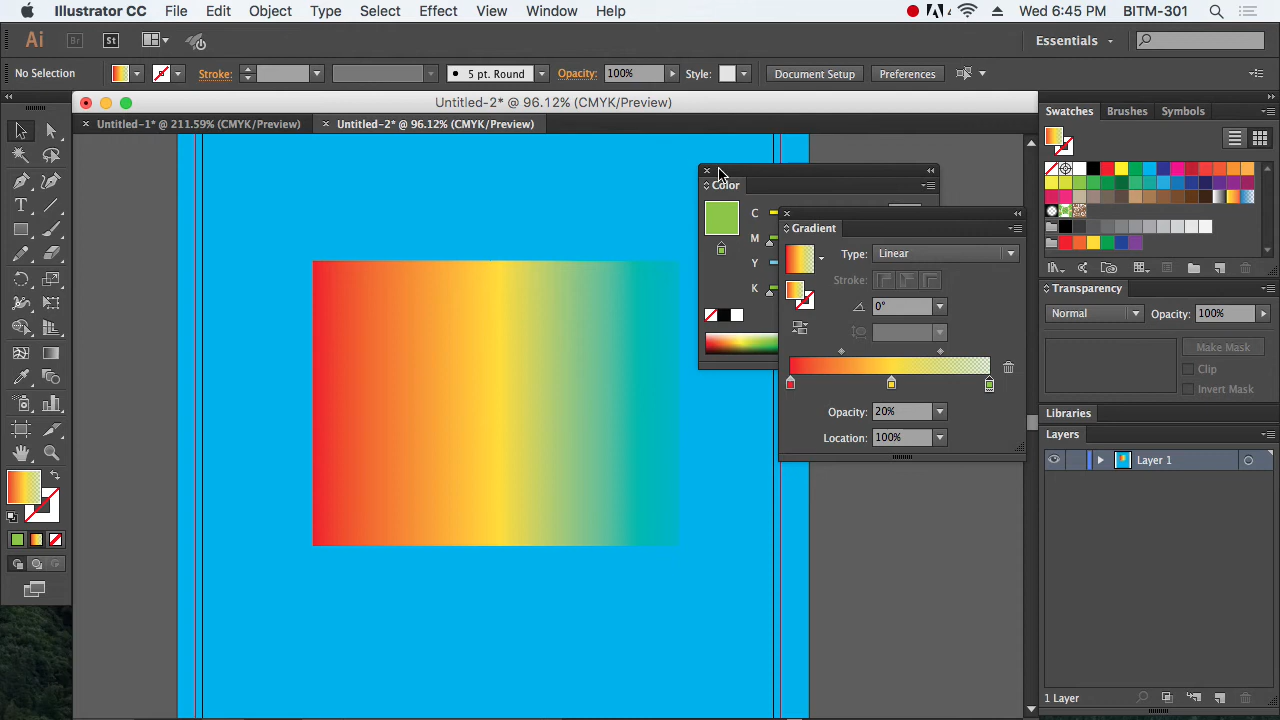 Illustrator CC File Edit Object Type Select Effect View Window Help 4 Wed 6:45 PM BITM-301
Ai Br St Essentials
No Selection Stroke: 5 pt. Round Opacity: 100% Style: Document Setup Preferences
Untitled-2* @ 96.12% (CMYK/Preview)
Untitled-1* @ 211.59% (CMYK/Preview) Untitled-2* @ 96.12% (CMYK/Preview)
Swatches Brushes Symbols
Color
C
M
Y
K
Gradient
Type: Linear
Stroke:
0°
Opacity: 20%
Location: 100%
Transparency
Normal Opacity: 100%
Make Mask
Clip
Invert Mask
Libraries
Layers
Layer 1
1 Layer
T